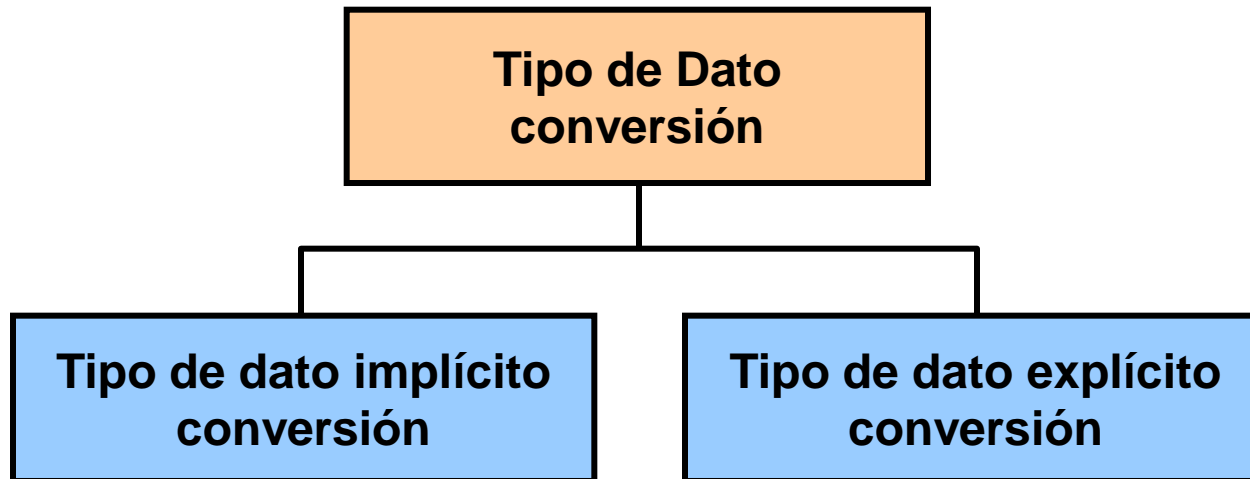 Tipo de Dato
conversión
Tipo de dato implícito
conversión
Tipo de dato explícito
conversión